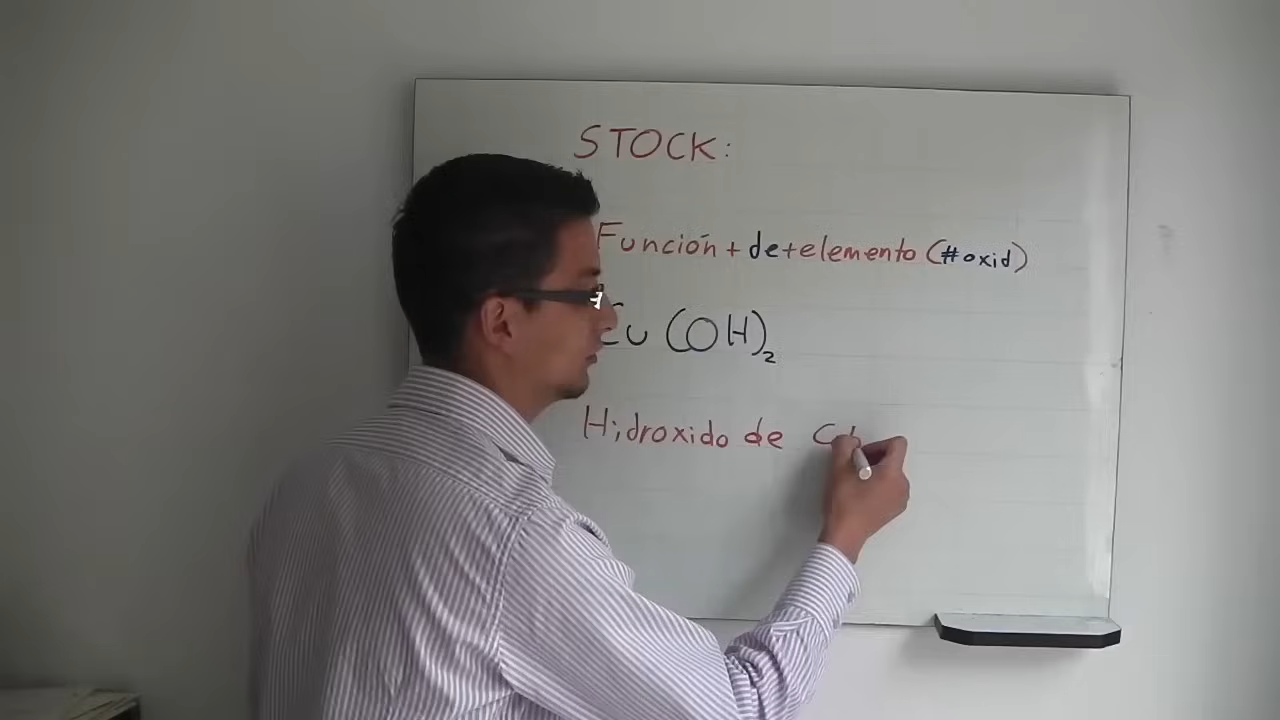 STOCK:
Función + de + elemento (#oxid)
Cu (OH)₂
Hidroxido de